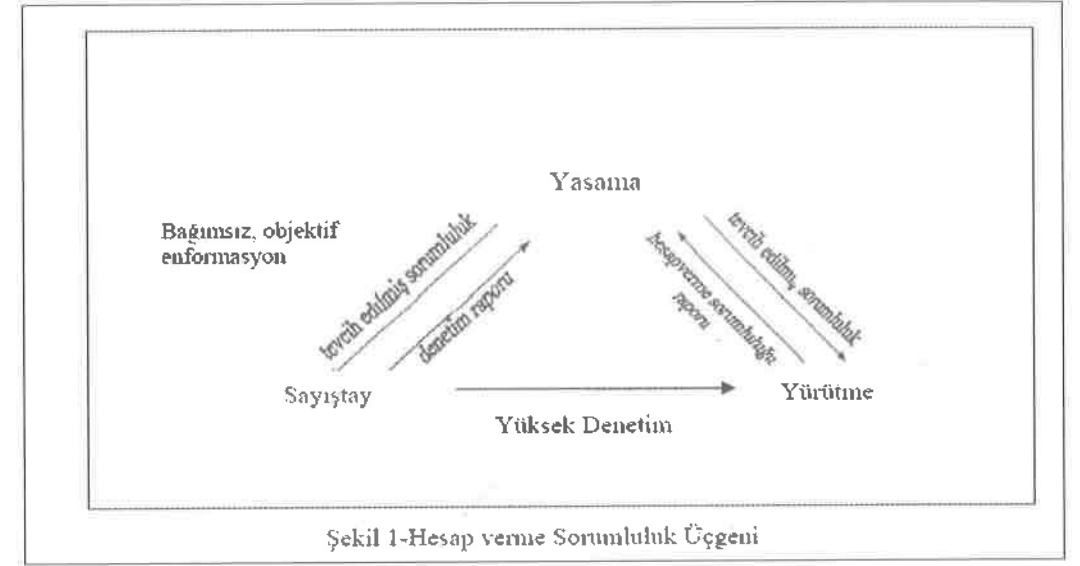 Yasama
Bağımsız, objektif
enformasyon
tevcih edilmiş sorumluluk
denetim raporu
tevcih edilmiş sorumluluk
hesapverme sorumluluğu
raporu
Sayıştay
Yürütme
Yüksek Denetim
Şekil 1-Hesap verme Sorumluluk Üçgeni